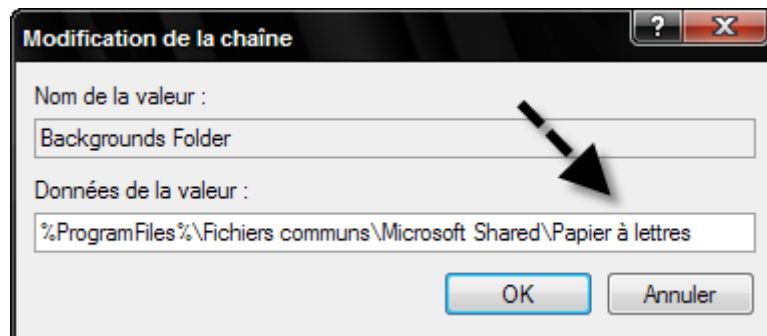 Modification de la chaîne
Nom de la valeur :
Backgrounds Folder
Données de la valeur :
%ProgramFiles%\Fichiers communs\Microsoft Shared\Papier à lettres
OK Annuler